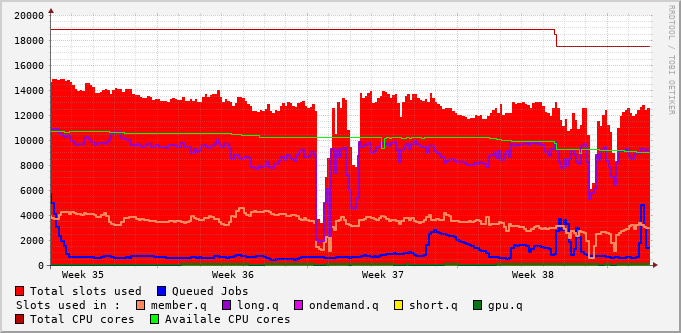 20000
18000
16000
14000
12000
10000
8000
6000
4000
2000
0
Week 35 Week 36 Week 37 Week 38
RRDTOOL / TOBI OETIKER
Total slots used Queued Jobs
Slots used in : member.q long.q ondemand.q short.q gpu.q
Total CPU cores Availale CPU cores